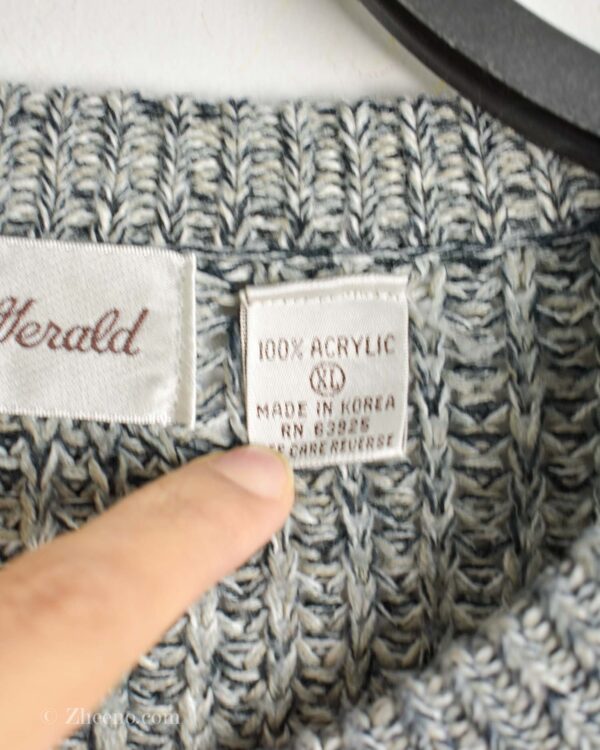 Herald
100% ACRYLIC
XL
MADE IN KOREA
RN 63925
CARE REVERSE
© Zheeno.com